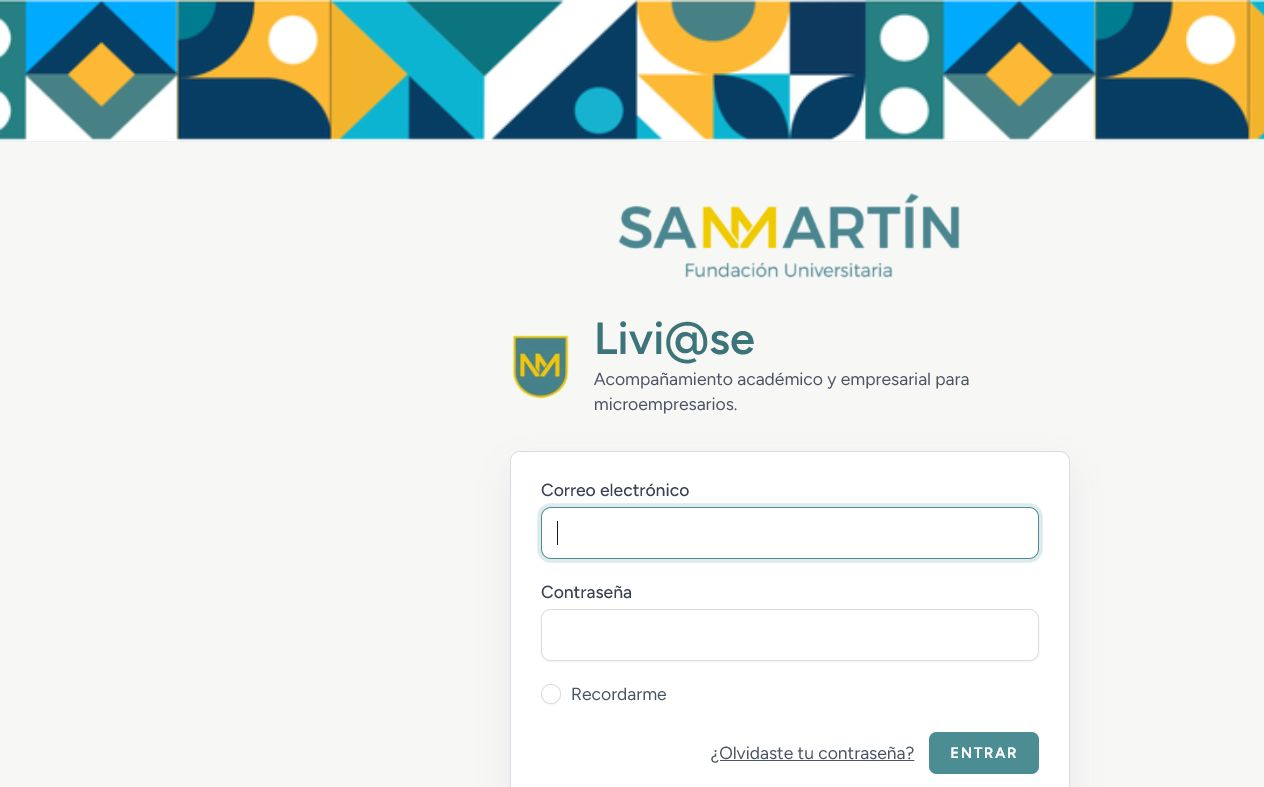 SANMARTÍN
Fundación Universitaria
Livi@se
Acompañamiento académico y empresarial para
microempresarios.
NM
Correo electrónico
Contraseña
Recordarme
¿Olvidaste tu contraseña?
ENTRAR